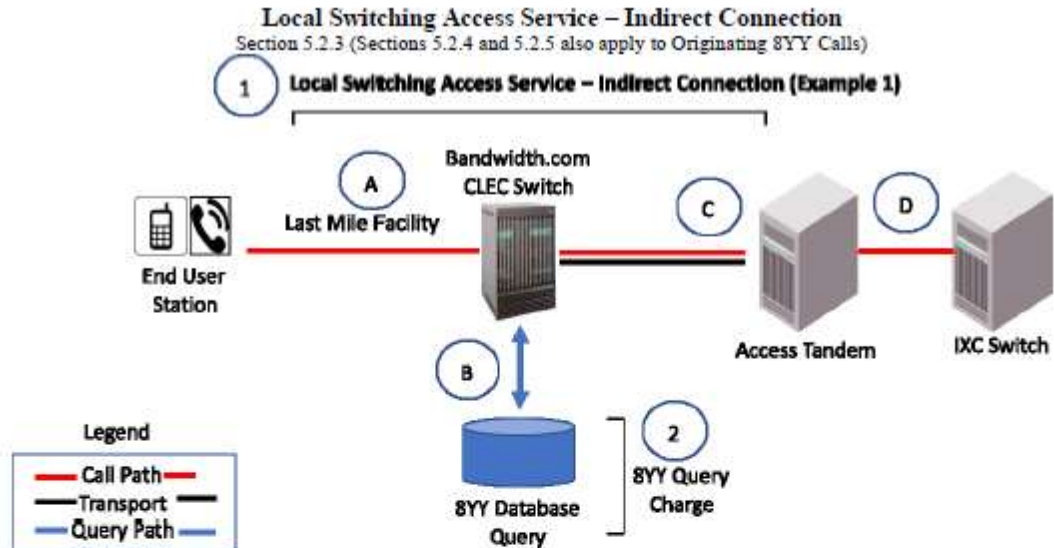 Local Switching Access Service – Indirect Connection
Section 5.2.3 (Sections 5.2.4 and 5.2.5 also apply to Originating 8YY Calls)
1
Local Switching Access Service – Indirect Connection (Example 1)
Bandwidth.com
CLEC Switch
A
C
D
Last Mile Facility
End User
Station
Access Tandem
IXC Switch
B
2
8YY Query
Charge
8YY Database
Query
Legend
Call Path
Transport
Query Path